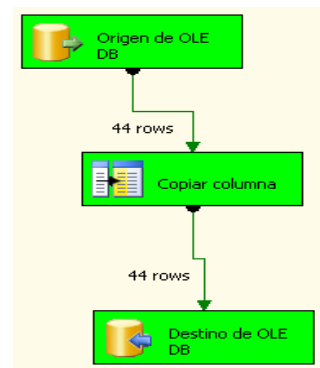 Origen de OLE
DB
44 rows
Copiar columna
44 rows
Destino de OLE
DB